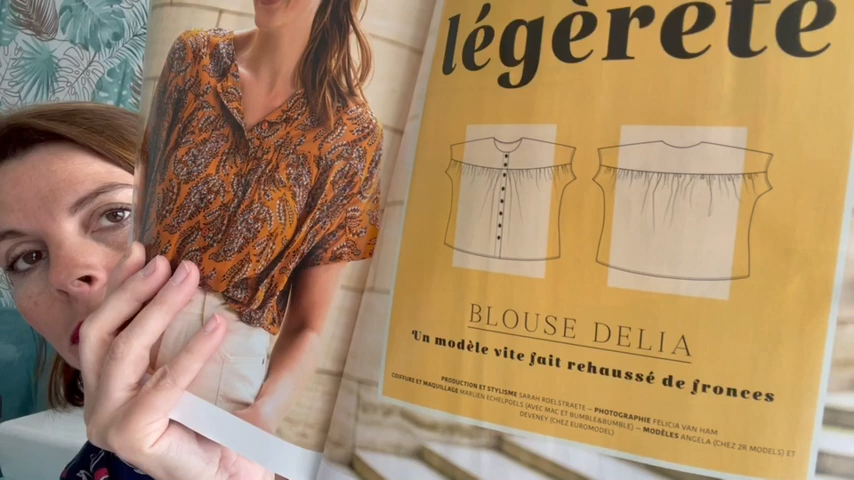 légèreté
BLOUSE DELIA
Un modèle vite fait rehaussé de fronces
PRODUCTION ET STYLISME SARAH ROELSTRAETE — PHOTOGRAPHIE FELICIA VAN HAM
COIFFURE ET MAQUILLAGE MARLIEN ECHELPOELS (AVEC MAC ET BUMBLE&BUMBLE) — MODÈLES ANGELA (CHEZ 2R MODELS) ET
DEVENEY (CHEZ EUROMODEL)